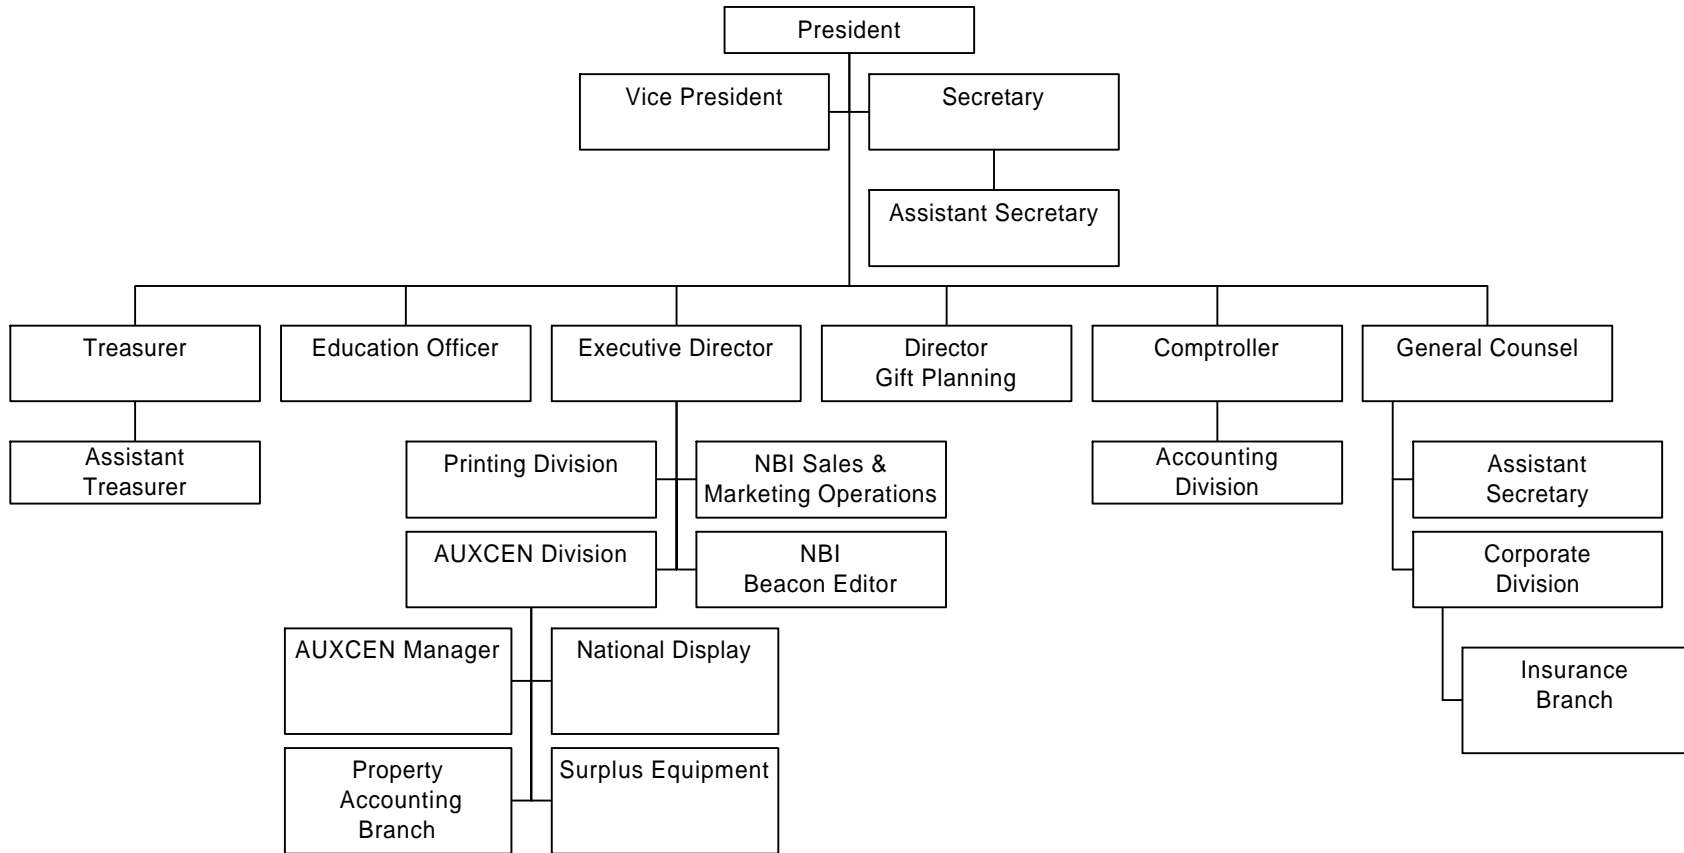 President
Vice President
Secretary
Assistant Secretary
Treasurer
Education Officer
Executive Director
Director
Gift Planning
Comptroller
General Counsel
Assistant
Treasurer
Printing Division
NBI Sales &
Marketing Operations
Accounting
Division
Assistant
Secretary
AUXCEN Division
NBI
Beacon Editor
Corporate
Division
AUXCEN Manager
National Display
Insurance
Branch
Property
Accounting
Branch
Surplus Equipment